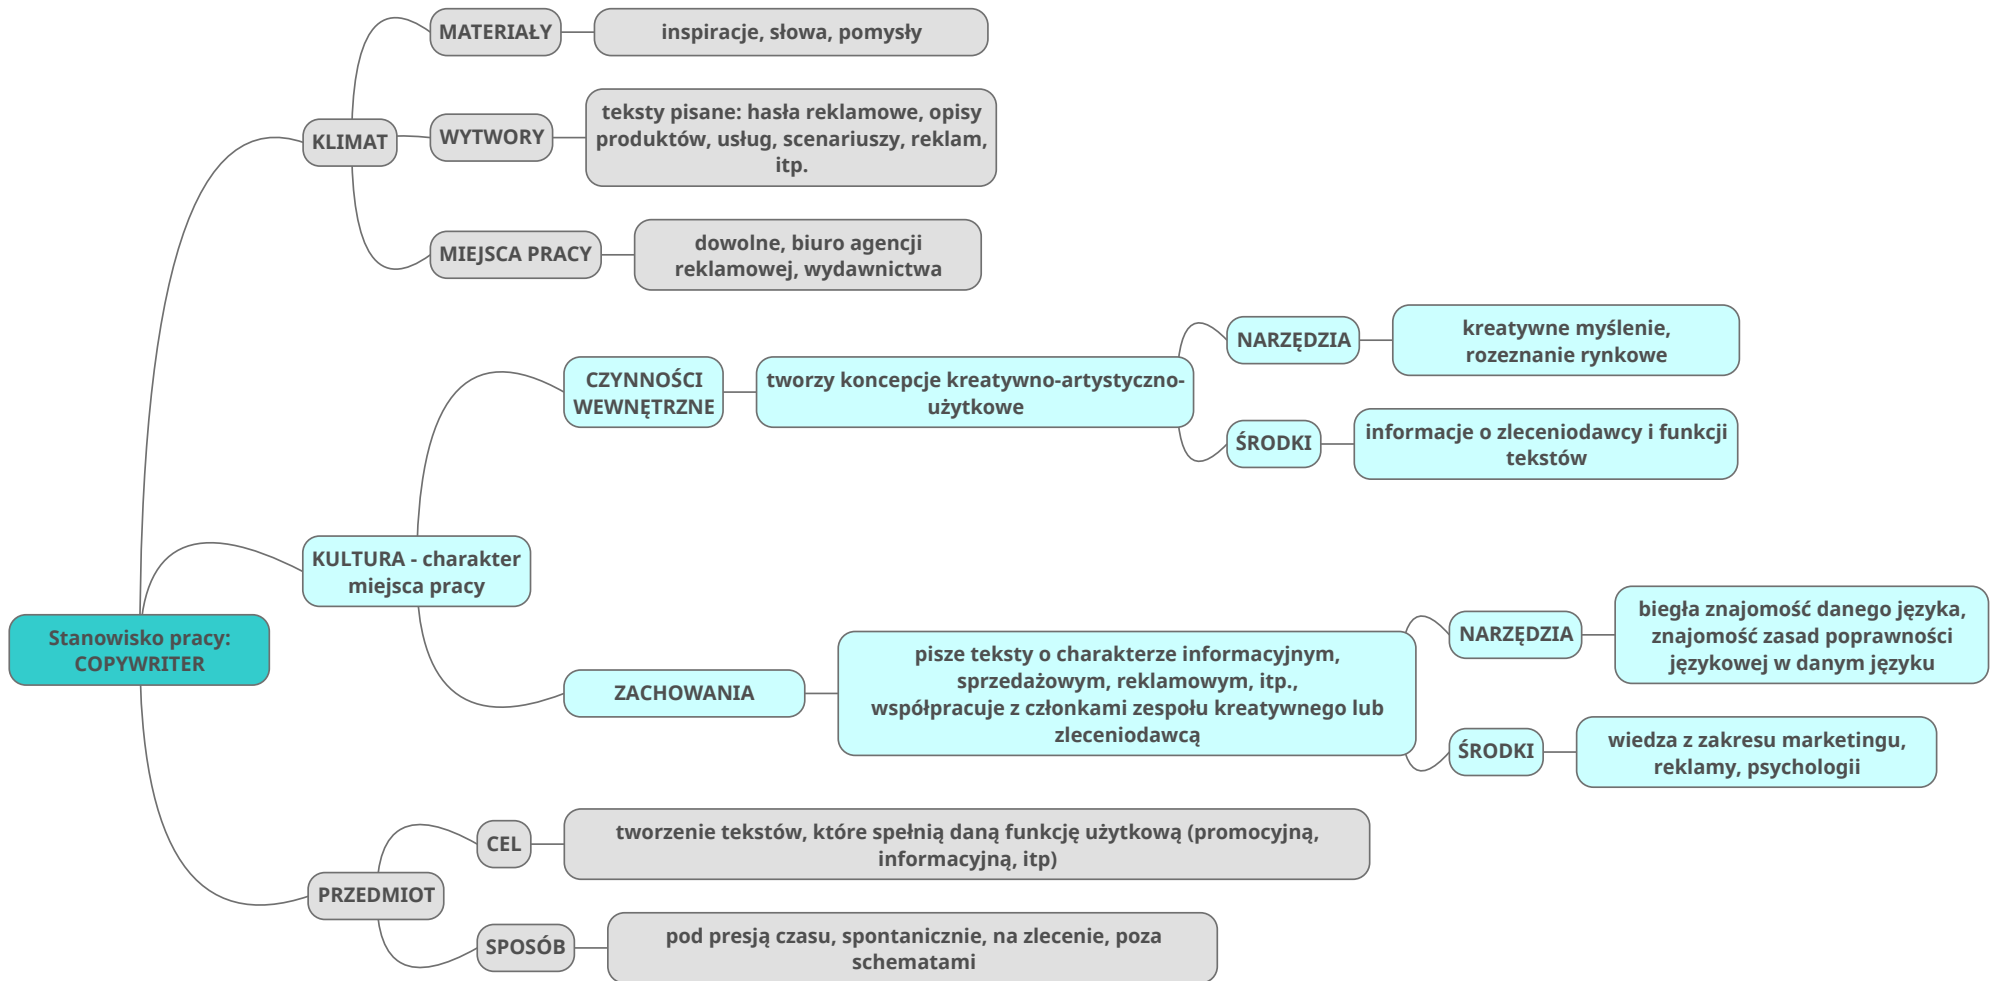 MATERIAŁY
inspiracje, słowa, pomysły
KLIMAT
WYTWORY
teksty pisane: hasła reklamowe, opisy
produktów, usług, scenariuszy, reklam,
itp.
MIEJSCA PRACY
dowolne, biuro agencji
reklamowej, wydawnictwa
Stanowisko pracy:
COPYWRITER
KULTURA - charakter
miejsca pracy
CZYNNOŚCI
WEWNĘTRZNE
tworzy koncepcje kreatywno-artystyczno-
użytkowe
NARZĘDZIA
kreatywne myślenie,
rozeznanie rynkowe
ŚRODKI
informacje o zleceniodawcy i funkcji
tekstów
ZACHOWANIA
pisze teksty o charakterze informacyjnym,
sprzedażowym, reklamowym, itp.,
współpracuje z członkami zespołu kreatywnego lub
zleceniodawcą
NARZĘDZIA
biegła znajomość danego języka,
znajomość zasad poprawności
językowej w danym języku
ŚRODKI
wiedza z zakresu marketingu,
reklamy, psychologii
PRZEDMIOT
CEL
tworzenie tekstów, które spełnią daną funkcję użytkową (promocyjną,
informacyjną, itp)
SPOSÓB
pod presją czasu, spontanicznie, na zlecenie, poza
schematami